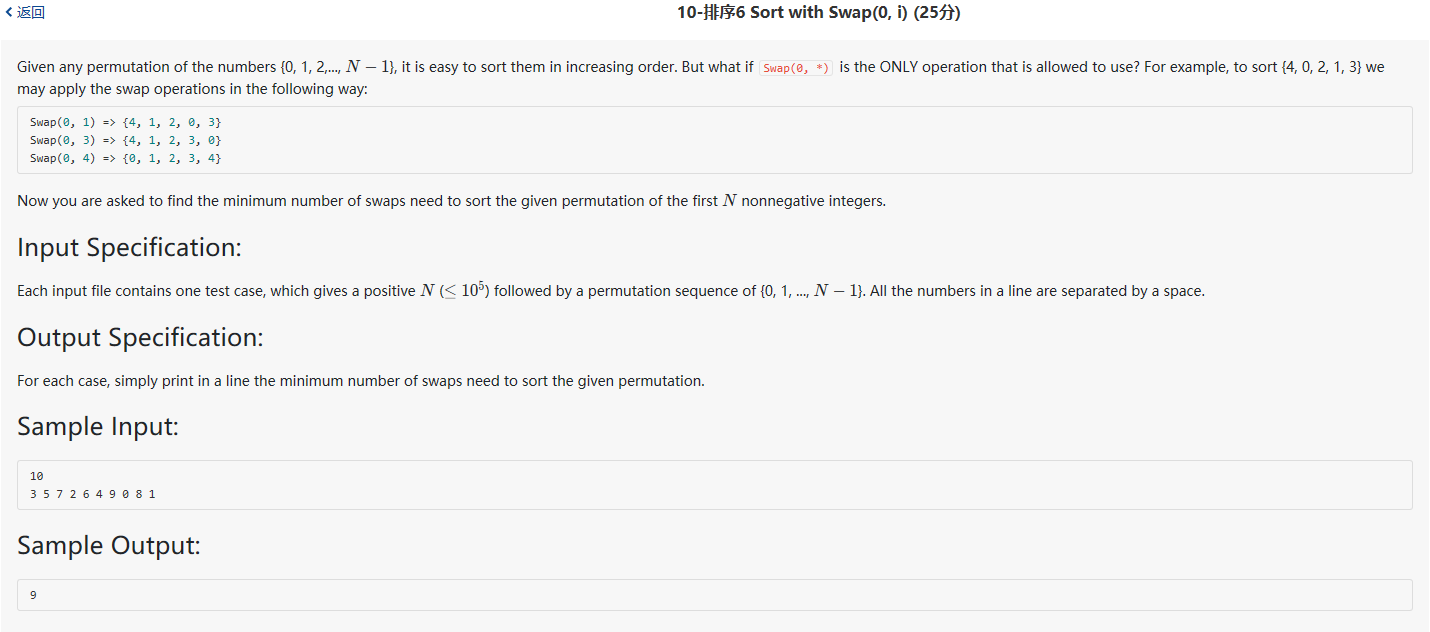 返回
10-排序6 Sort with Swap(0, i) (25分)
Given any permutation of the numbers {0, 1, 2,..., N − 1}, it is easy to sort them in increasing order. But what if Swap(0, *) is the ONLY operation that is allowed to use? For example, to sort {4, 0, 2, 1, 3} we
may apply the swap operations in the following way:
Swap(0, 1) => {4, 1, 2, 0, 3}
Swap(0, 3) => {4, 1, 2, 3, 0}
Swap(0, 4) => {0, 1, 2, 3, 4}
Now you are asked to find the minimum number of swaps need to sort the given permutation of the first N nonnegative integers.
Input Specification:
Each input file contains one test case, which gives a positive N (≤ 10⁵) followed by a permutation sequence of {0, 1, ..., N − 1}. All the numbers in a line are separated by a space.
Output Specification:
For each case, simply print in a line the minimum number of swaps need to sort the given permutation.
Sample Input:
10
3 5 7 2 6 4 9 0 8 1
Sample Output:
9